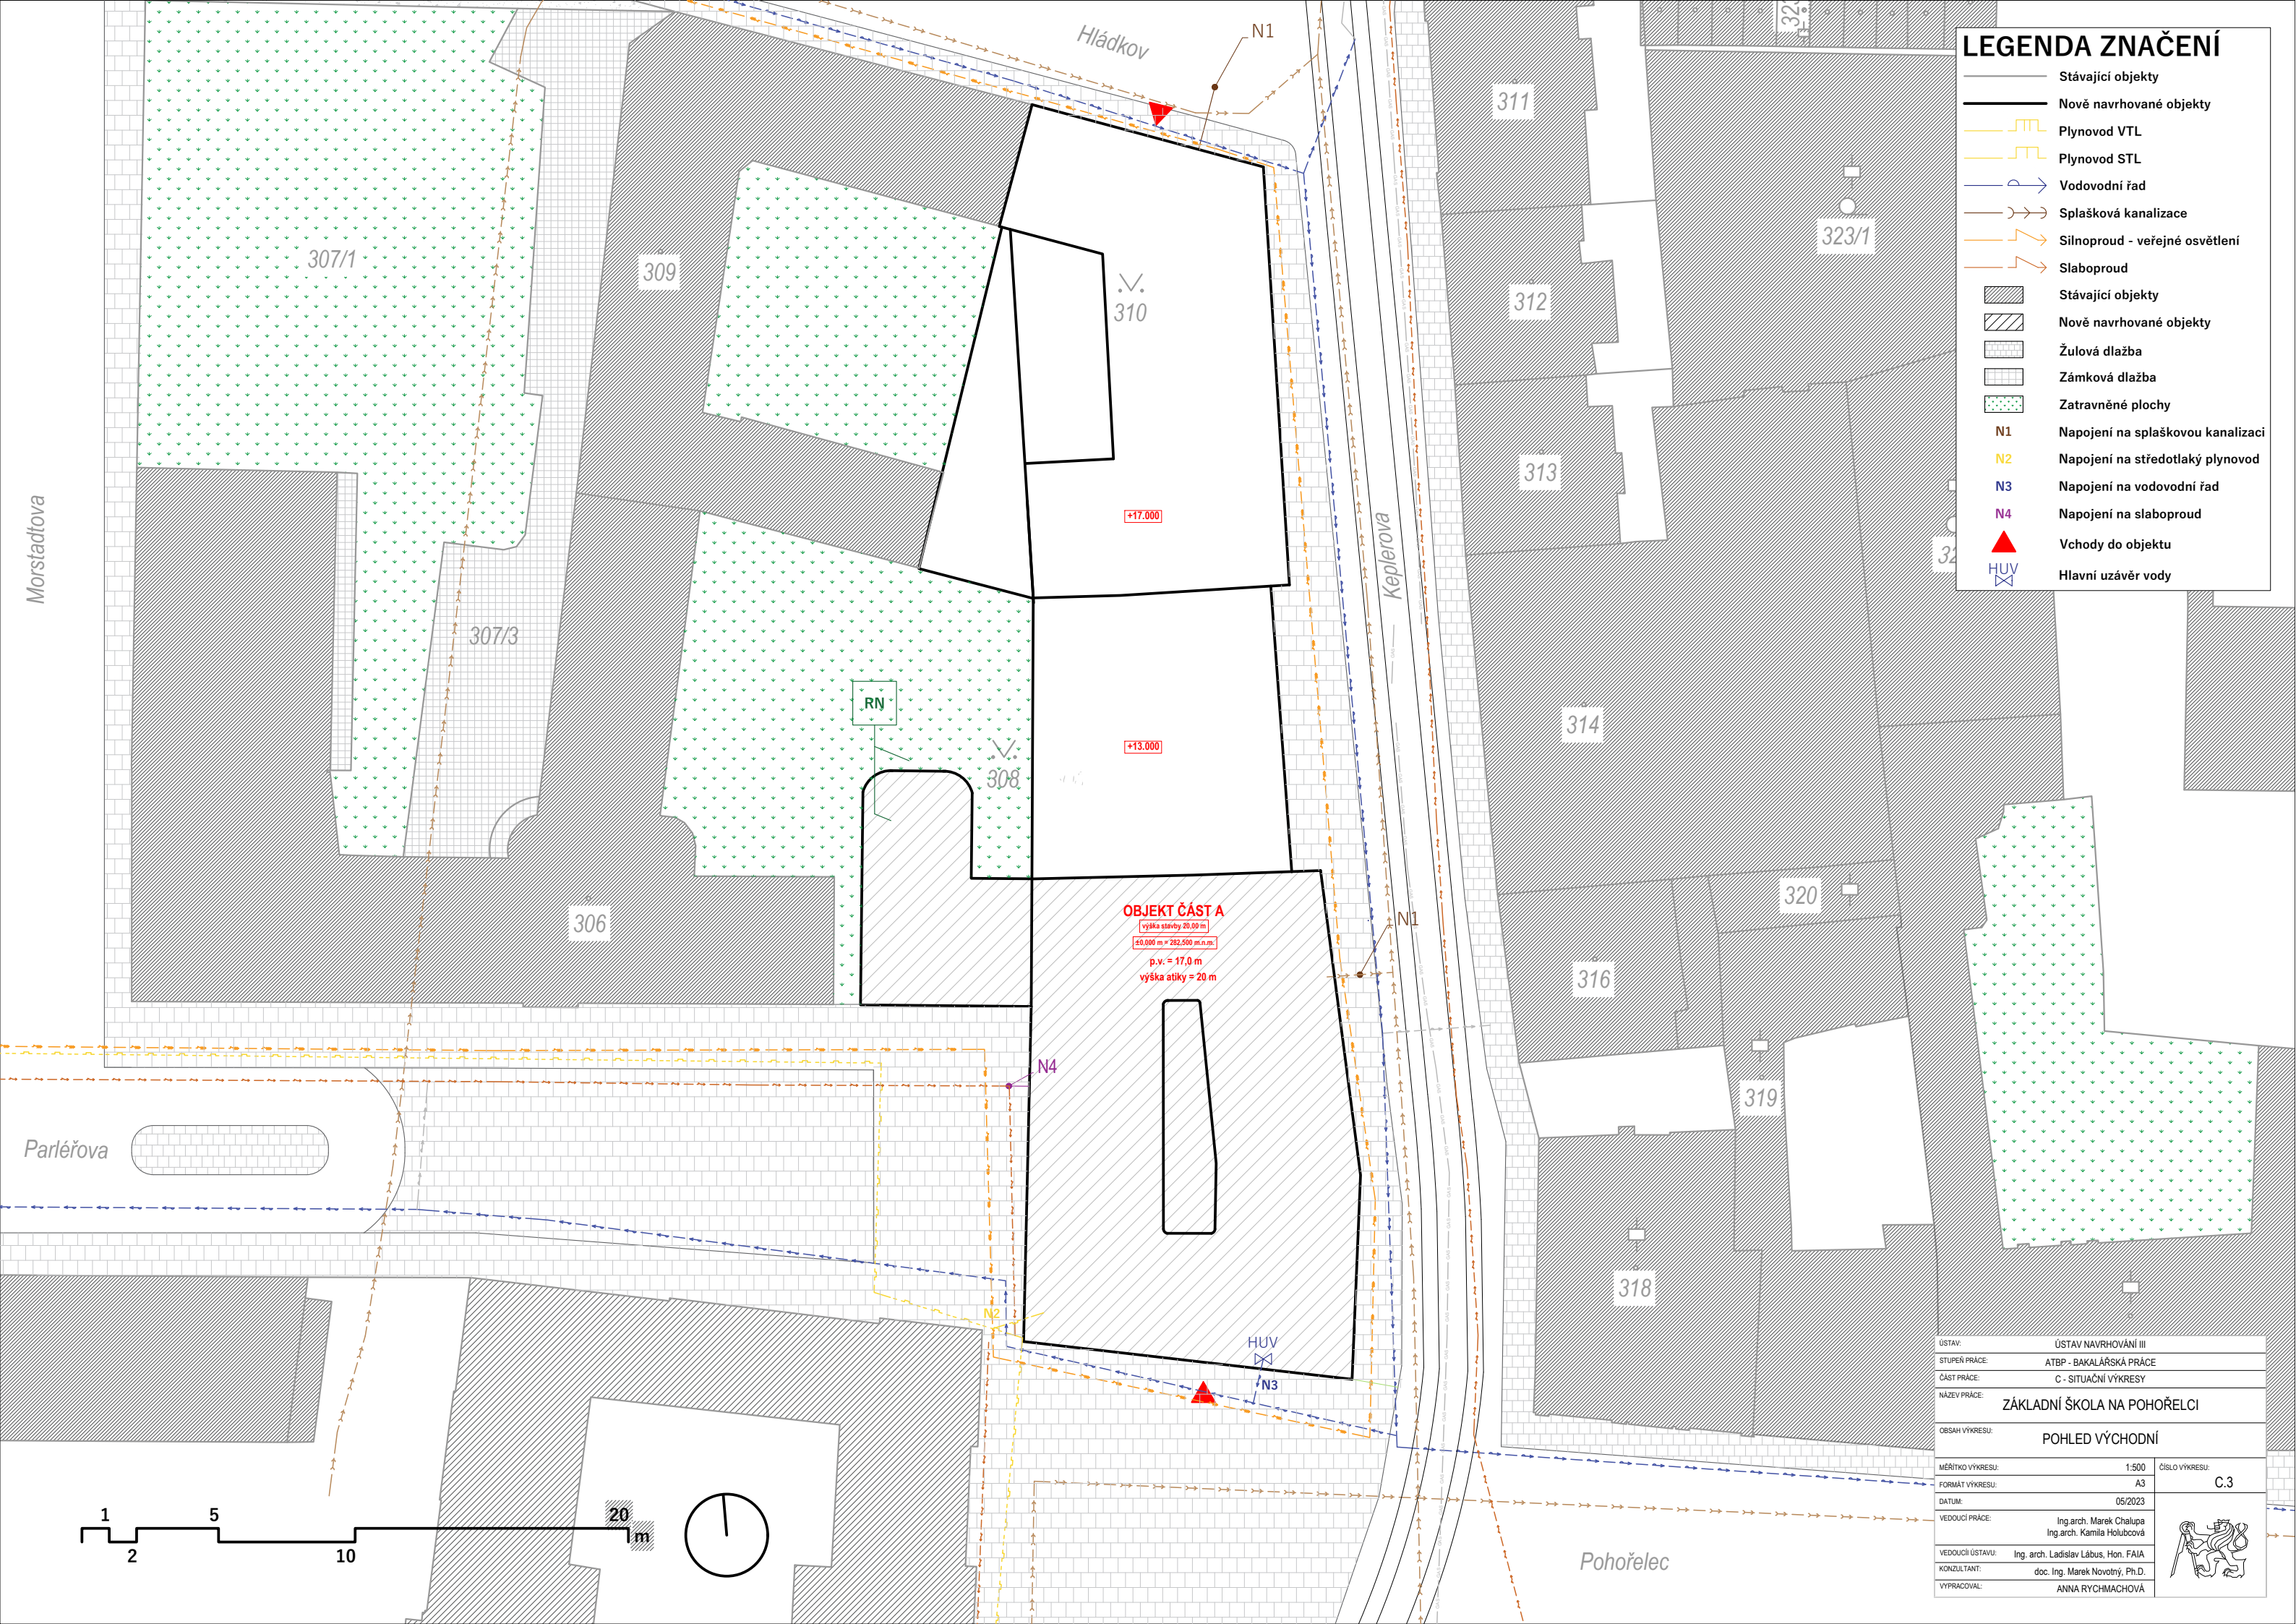 Hládkov
N1
311
323/1
307/1
309
310
312
313
Morstadtova
+17.000
Keplerova
307/3
RN
314
308
+13.000
306
OBJEKT ČÁST A
výška stavby 20,00 m
±0,000 m = 282.500 m.n.m.
p.v. = 17,0 m
výška atiky = 20 m
N1
320
316
N4
319
Parléřova
318
N2
HUV
N3
Pohořelec
1
5
20
2
10
m
LEGENDA ZNAČENÍ
Stávající objekty
Nově navrhované objekty
Plynovod VTL
Plynovod STL
Vodovodní řad
Splašková kanalizace
Silnoproud - veřejné osvětlení
Slaboproud
Stávající objekty
Nově navrhované objekty
Žulová dlažba
Zámková dlažba
Zatravněné plochy
N1 Napojení na splaškovou kanalizaci
N2 Napojení na středotlaký plynovod
N3 Napojení na vodovodní řad
N4 Napojení na slaboproud
Vchody do objektu
HUV Hlavní uzávěr vody
ÚSTAV: ÚSTAV NAVRHOVÁNÍ III
STUPEŇ PRÁCE: ATBP - BAKALÁŘSKÁ PRÁCE
ČÁST PRÁCE: C - SITUAČNÍ VÝKRESY
NÁZEV PRÁCE:
ZÁKLADNÍ ŠKOLA NA POHOŘELCI
OBSAH VÝKRESU:
POHLED VÝCHODNÍ
MĚŘÍTKO VÝKRESU: 1:500
ČÍSLO VÝKRESU:
C.3
FORMÁT VÝKRESU: A3
DATUM: 05/2023
VEDOUCÍ PRÁCE: Ing.arch. Marek Chalupa
Ing.arch. Kamila Holubcová
VEDOUCÍI ÚSTAVU: Ing. arch. Ladislav Lábus, Hon. FAIA
KONZULTANT: doc. Ing. Marek Novotný, Ph.D.
VYPRACOVAL: ANNA RYCHMACHOVÁ